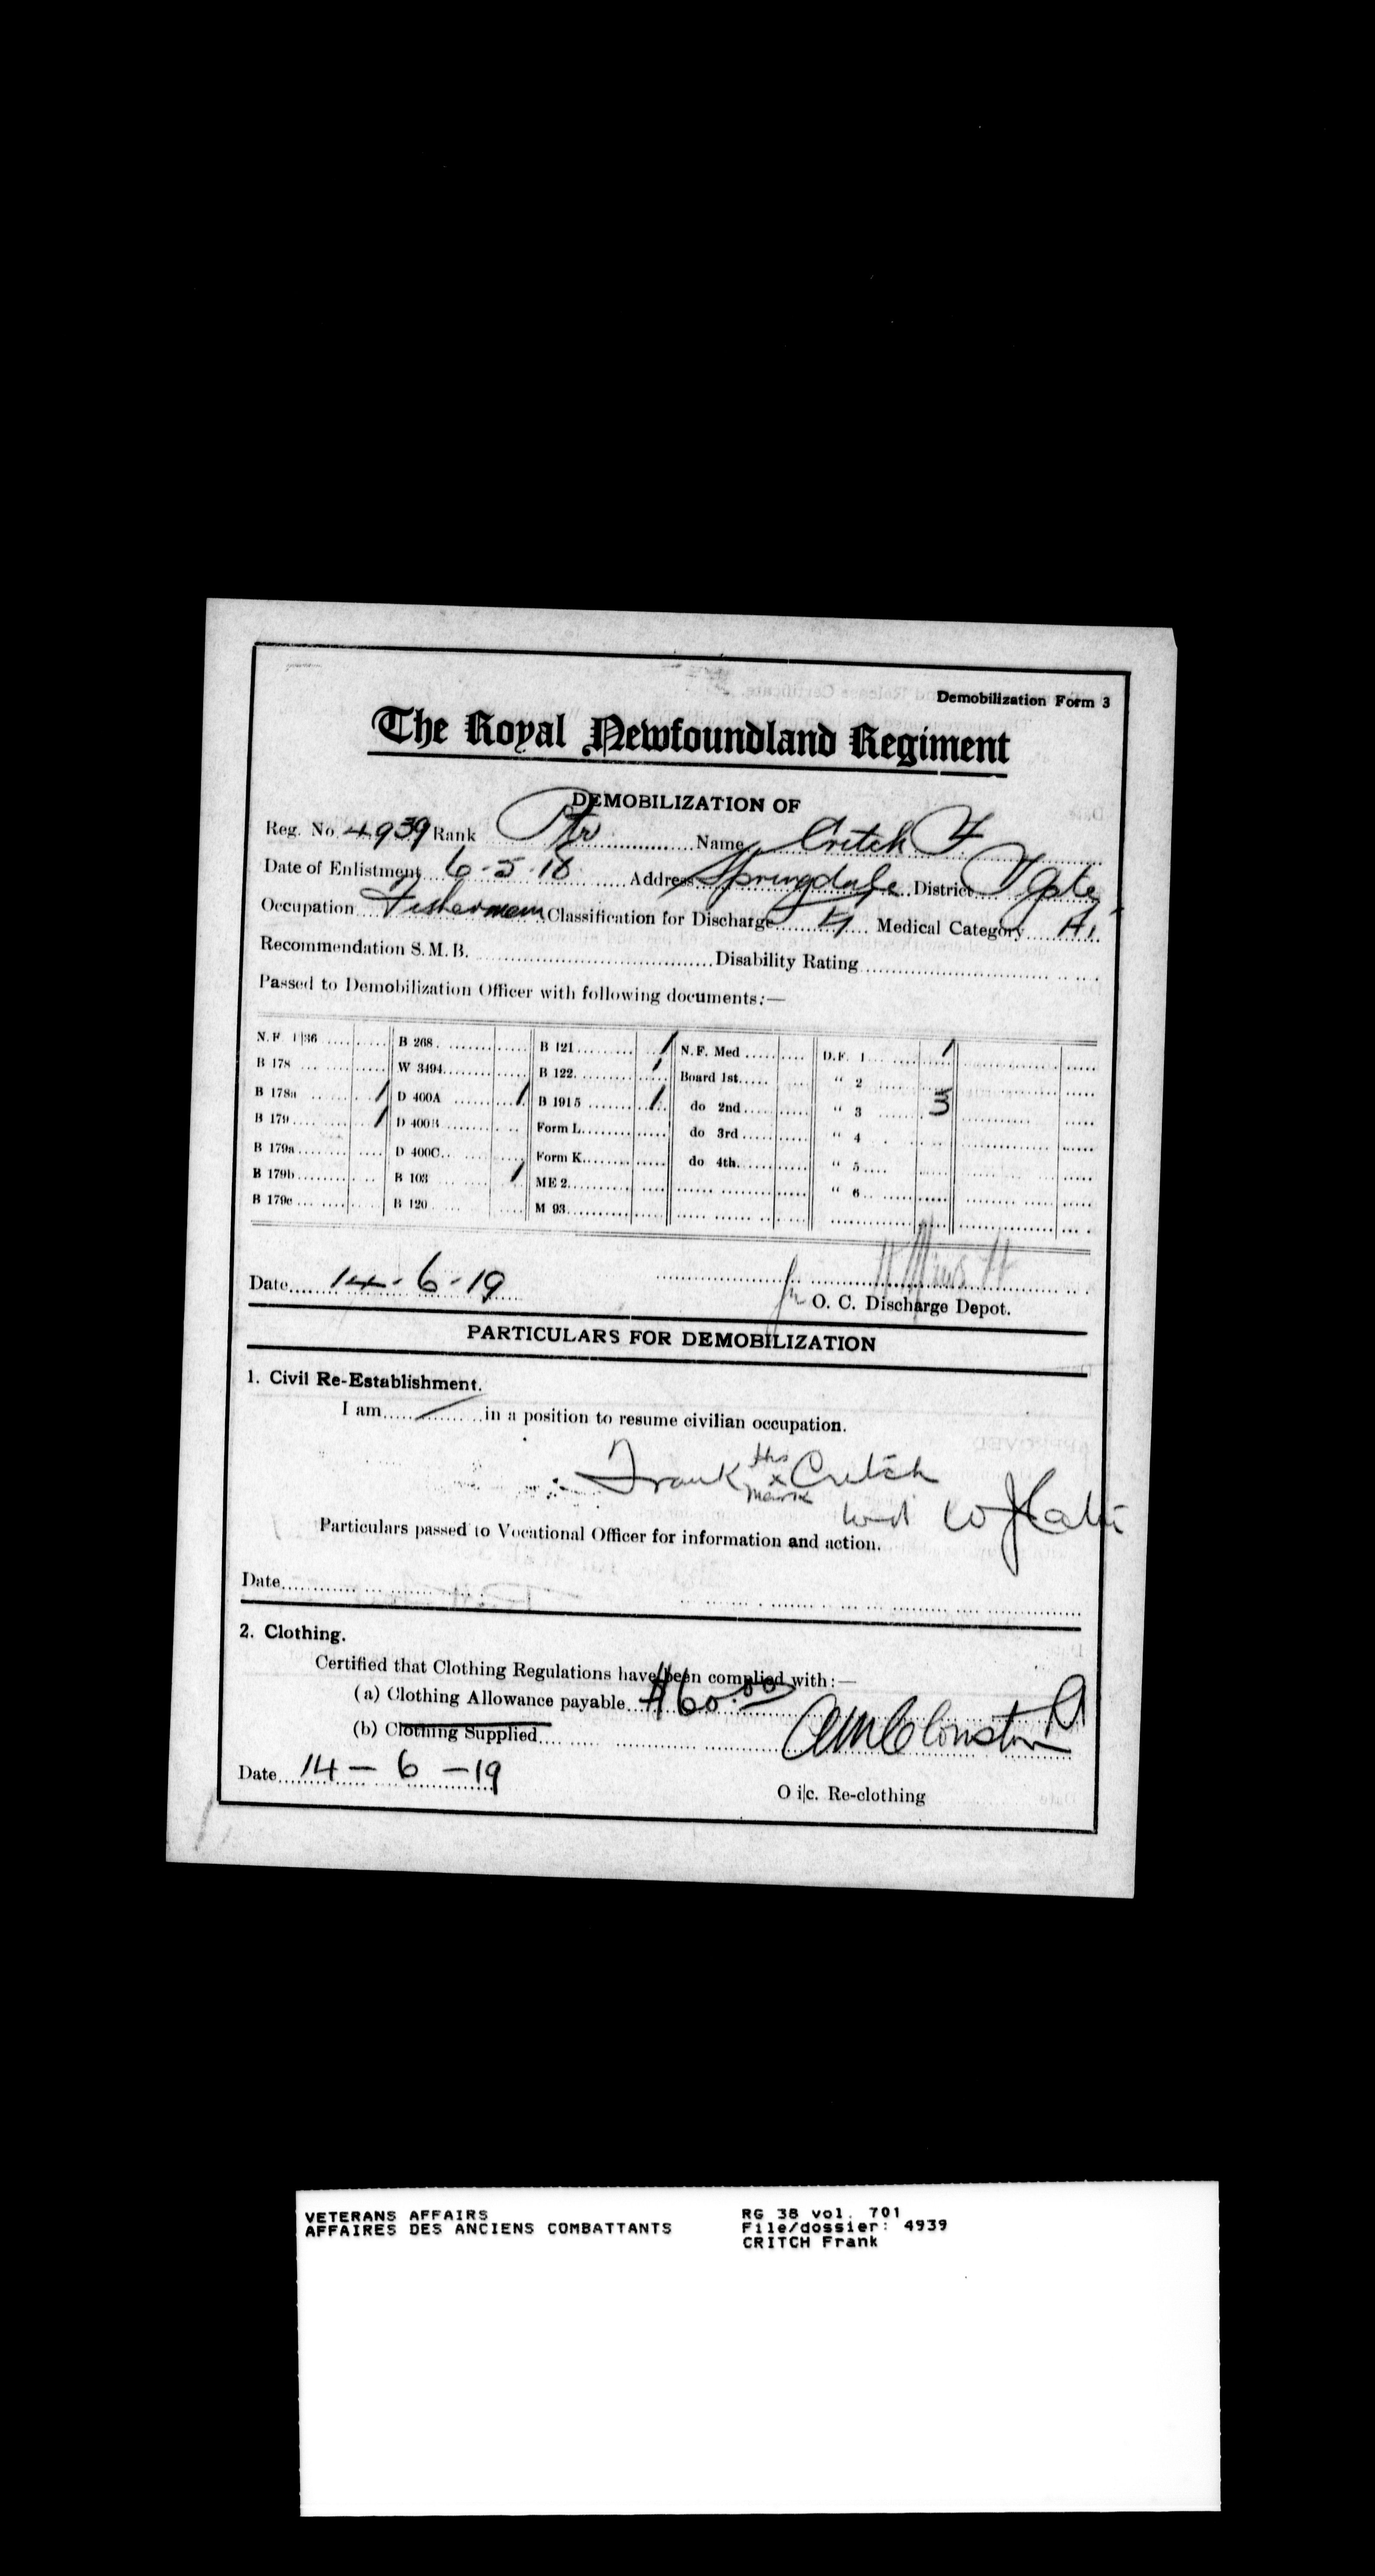 Demobilization Form 3
The Royal Newfoundland Regiment
DEMOBILIZATION OF
Reg. No. 4939 Rank Pte Name Critch F
Date of Enlistment 6-5-18 Address Springdale District T Gate
Occupation Fisherman Classification for Discharge Medical Category A1
Recommendation S. M. B. Disability Rating
Passed to Demobilization Officer with following documents:—
N. F. 1|36 B 268 B 121 1 N. F. Med D.F. 1 1
B 178 W 3494 B 122 1 Board 1st " 2
B 178a 1 D 400A 1 B 1915 1 do 2nd " 3 3
B 179 1 D 400B Form L do 3rd " 4
B 179a D 400C Form K do 4th " 5
B 179b B 103 1 ME 2 " 6
B 179c B 120 M 93
Date 14-6-19
for O. C. Discharge Depot.
PARTICULARS FOR DEMOBILIZATION
1. Civil Re-Establishment.
I am in a position to resume civilian occupation.
Frank his x mark Critch
Particulars passed to Vocational Officer for information and action.
Date
2. Clothing.
Certified that Clothing Regulations have been complied with:—
(a) Clothing Allowance payable $60.00
(b) Clothing Supplied
Date 14-6-19
O i|c. Re-clothing
VETERANS AFFAIRS
AFFAIRES DES ANCIENS COMBATTANTS
RG 38 vol. 701
File/dossier: 4939
CRITCH Frank